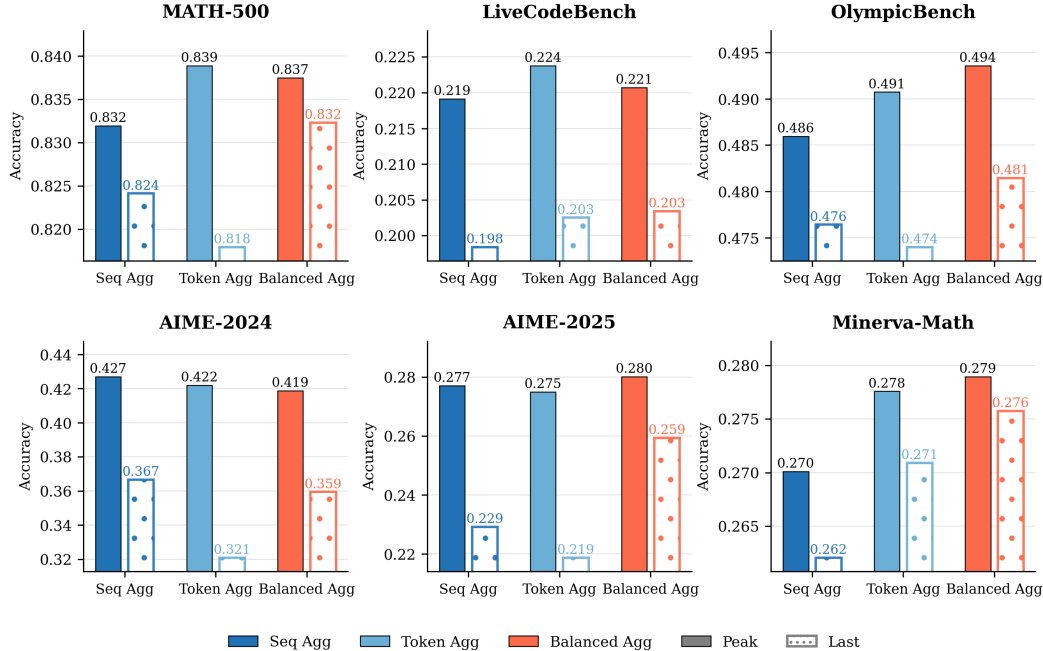 MATH-500
Accuracy
0.840
0.835
0.830
0.825
0.820
0.832
0.824
0.839
0.818
0.837
0.832
Seq Agg
Token Agg
Balanced Agg
LiveCodeBench
Accuracy
0.225
0.220
0.215
0.210
0.205
0.200
0.219
0.198
0.224
0.203
0.221
0.203
Seq Agg
Token Agg
Balanced Agg
OlympicBench
Accuracy
0.495
0.490
0.485
0.480
0.475
0.486
0.476
0.491
0.474
0.494
0.481
Seq Agg
Token Agg
Balanced Agg
AIME-2024
Accuracy
0.44
0.42
0.40
0.38
0.36
0.34
0.32
0.427
0.367
0.422
0.321
0.419
0.359
Seq Agg
Token Agg
Balanced Agg
AIME-2025
Accuracy
0.28
0.26
0.24
0.22
0.277
0.229
0.275
0.219
0.280
0.259
Seq Agg
Token Agg
Balanced Agg
Minerva-Math
Accuracy
0.280
0.275
0.270
0.265
0.270
0.262
0.278
0.271
0.279
0.276
Seq Agg
Token Agg
Balanced Agg
Seq Agg
Token Agg
Balanced Agg
Peak
Last